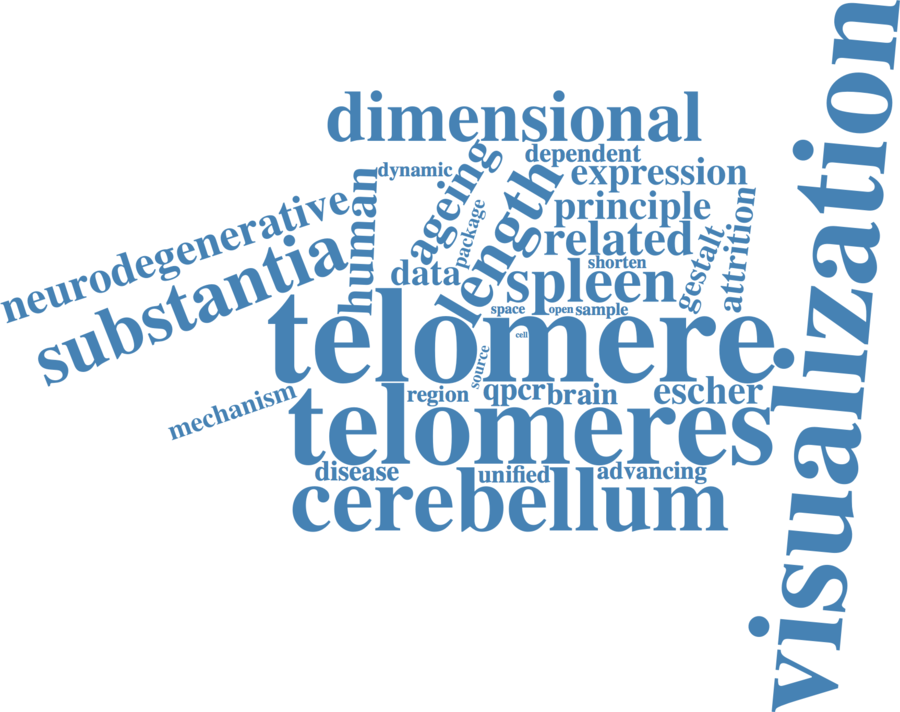 visualization
dimensional
dependent
dynamic
expression
ageing
length
human
neurodegenerative
package
principle
attrition
related
gestalt
substantia
shorten
data
spleen
space
open
sample
telomere
cell
source
region
qpcr
brain
escher
mechanism
telomeres
disease
unified
advancing
cerebellum